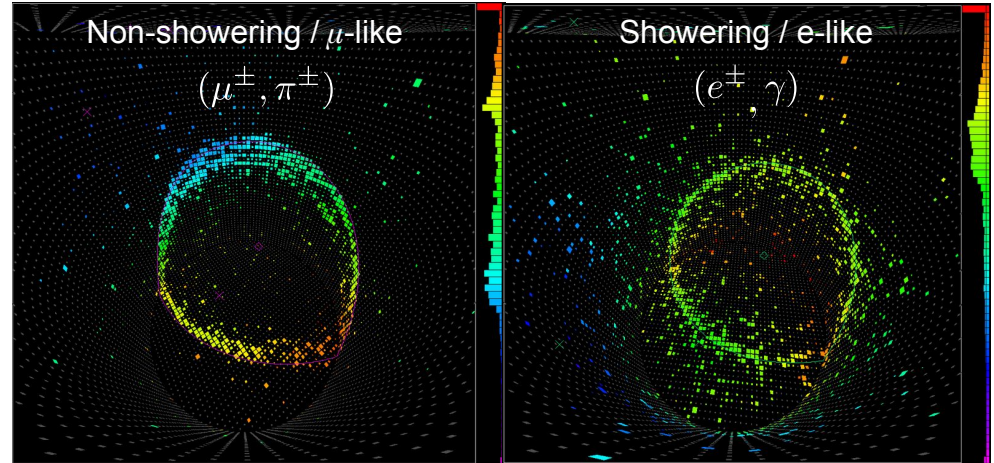 Non-showering / μ-like
(μ±, π±)
Showering / e-like
(e±, γ)